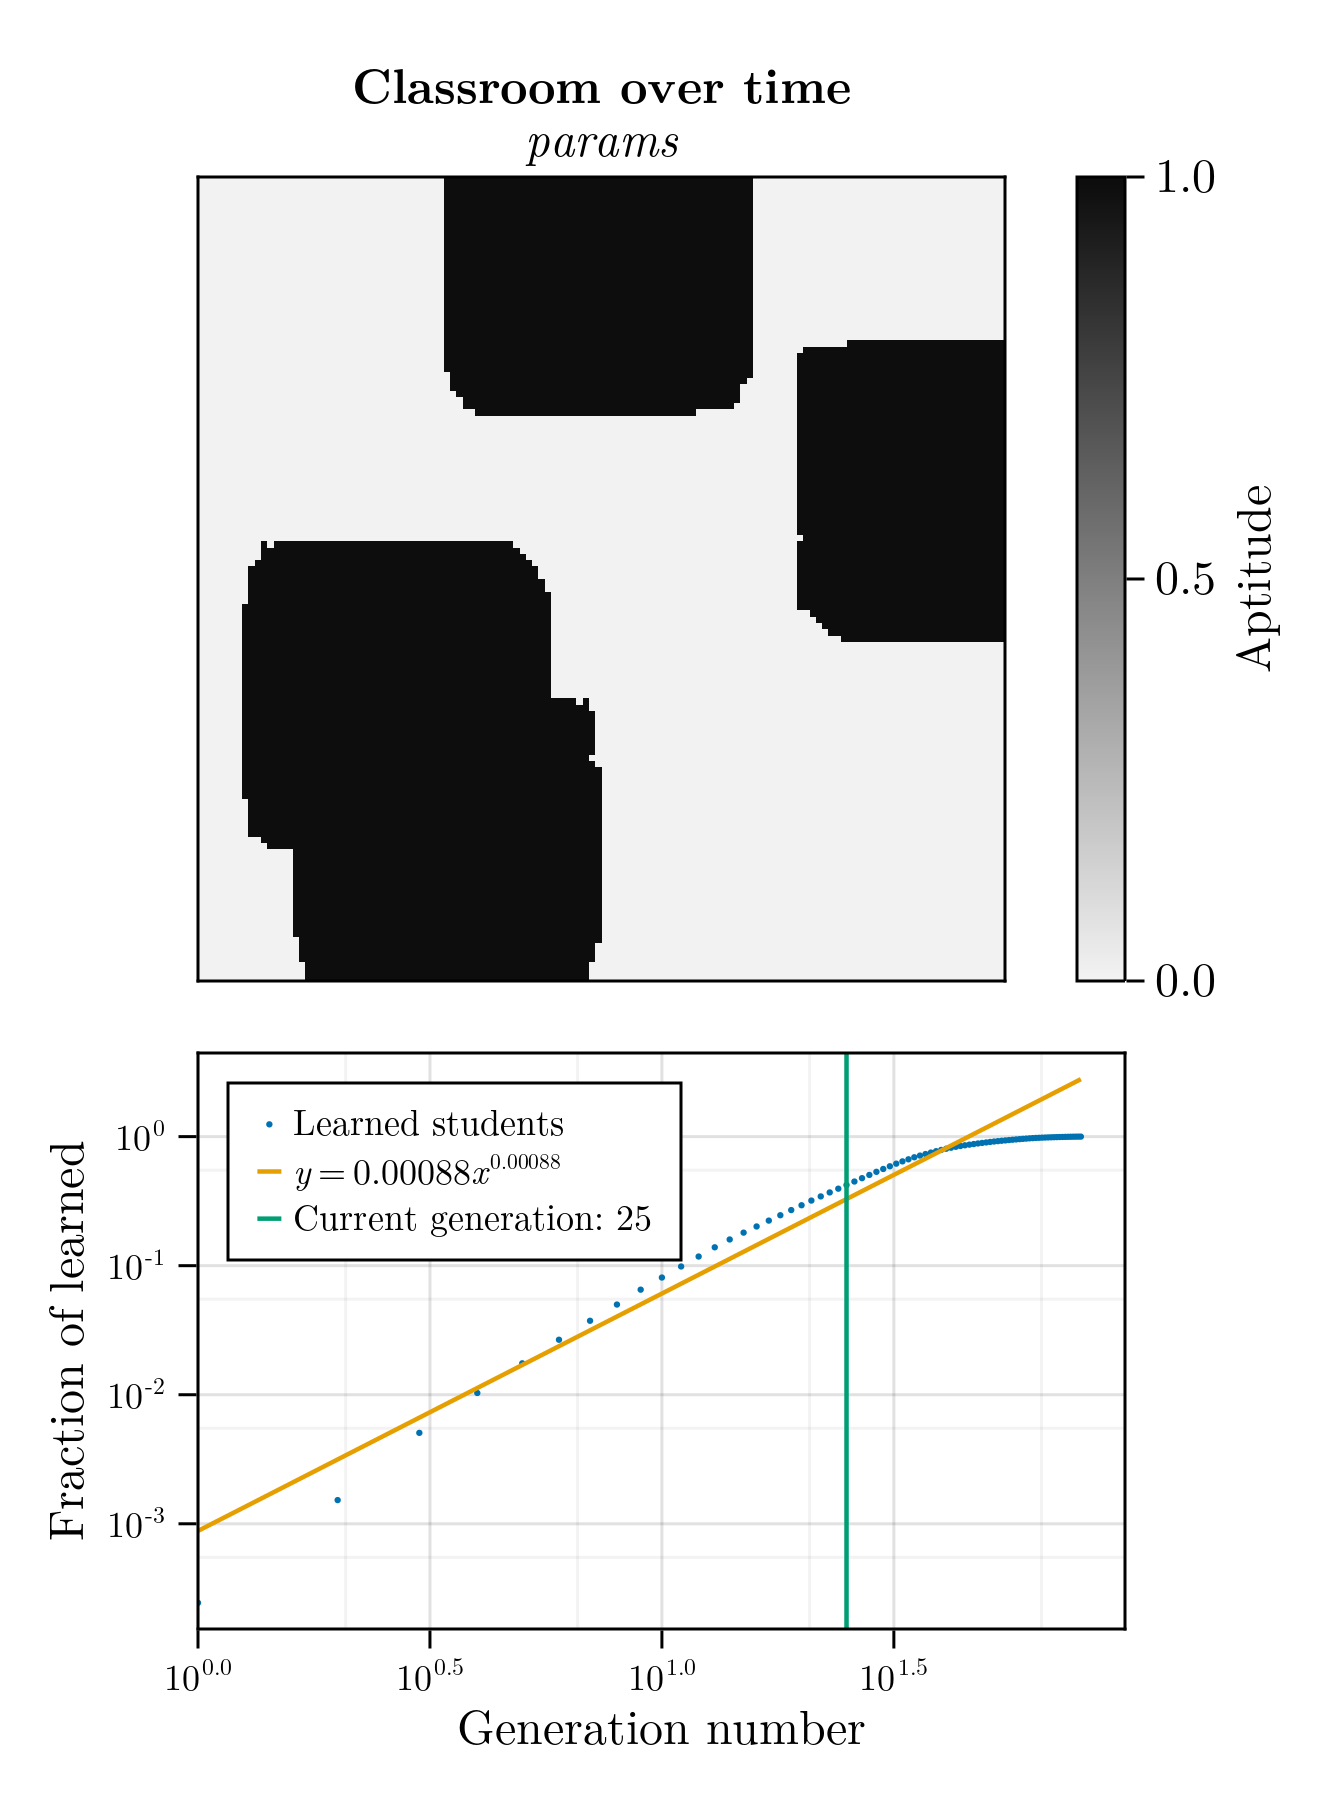 Classroom over time
params
1.0
0.5
0.0
Aptitude
Learned students
y = 0.00088x^0.00088
Current generation: 25
10^0
10^-1
10^-2
10^-3
Fraction of learned
10^0.0 10^0.5 10^1.0 10^1.5
Generation number